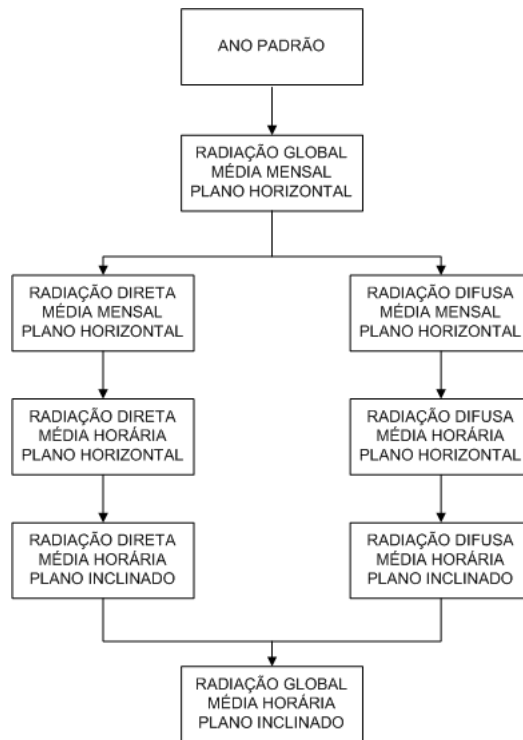 ANO PADRÃO
RADIAÇÃO GLOBAL
MÉDIA MENSAL
PLANO HORIZONTAL
RADIAÇÃO DIRETA
MÉDIA MENSAL
PLANO HORIZONTAL
RADIAÇÃO DIFUSA
MÉDIA MENSAL
PLANO HORIZONTAL
RADIAÇÃO DIRETA
MÉDIA HORÁRIA
PLANO HORIZONTAL
RADIAÇÃO DIFUSA
MÉDIA HORÁRIA
PLANO HORIZONTAL
RADIAÇÃO DIRETA
MÉDIA HORÁRIA
PLANO INCLINADO
RADIAÇÃO DIFUSA
MÉDIA HORÁRIA
PLANO INCLINADO
RADIAÇÃO GLOBAL
MÉDIA HORÁRIA
PLANO INCLINADO